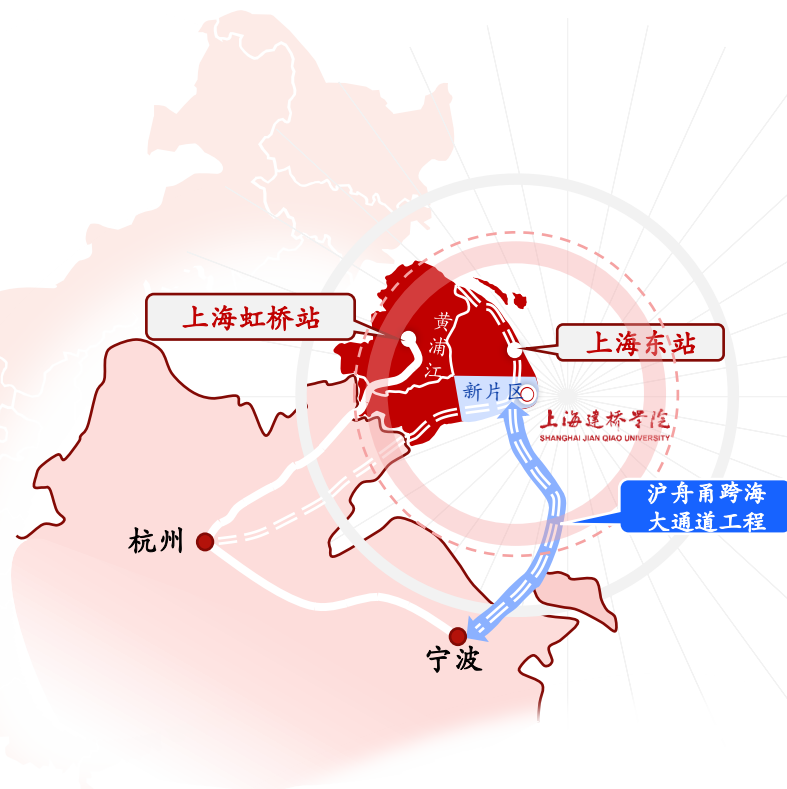 上海虹桥站
黄浦江
上海东站
新片区
上海建桥学院
SHANGHAI JIAN QIAO UNIVERSITY
沪舟甬跨海
大通道工程
杭州
宁波